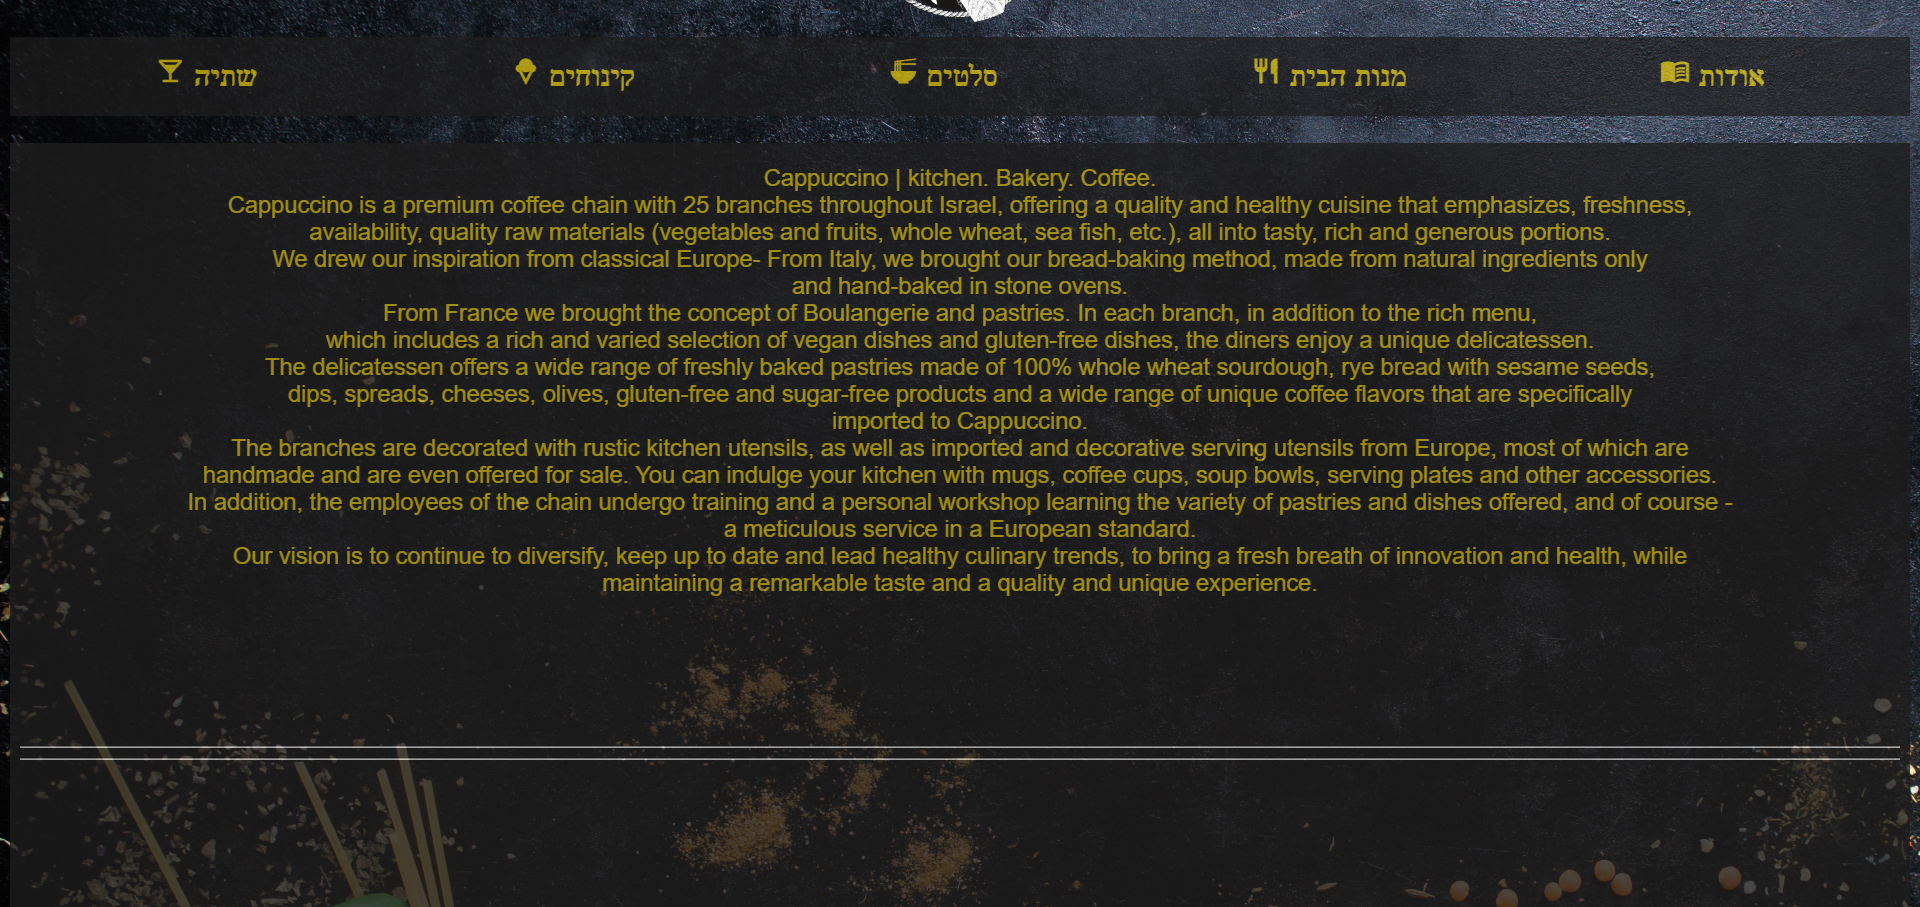 אודות
מנות הבית
סלטים
קינוחים
שתיה
Cappuccino | kitchen. Bakery. Coffee.
Cappuccino is a premium coffee chain with 25 branches throughout Israel, offering a quality and healthy cuisine that emphasizes, freshness,
availability, quality raw materials (vegetables and fruits, whole wheat, sea fish, etc.), all into tasty, rich and generous portions.
We drew our inspiration from classical Europe- From Italy, we brought our bread-baking method, made from natural ingredients only
and hand-baked in stone ovens.
From France we brought the concept of Boulangerie and pastries. In each branch, in addition to the rich menu,
which includes a rich and varied selection of vegan dishes and gluten-free dishes, the diners enjoy a unique delicatessen.
The delicatessen offers a wide range of freshly baked pastries made of 100% whole wheat sourdough, rye bread with sesame seeds,
dips, spreads, cheeses, olives, gluten-free and sugar-free products and a wide range of unique coffee flavors that are specifically
imported to Cappuccino.
The branches are decorated with rustic kitchen utensils, as well as imported and decorative serving utensils from Europe, most of which are
handmade and are even offered for sale. You can indulge your kitchen with mugs, coffee cups, soup bowls, serving plates and other accessories.
In addition, the employees of the chain undergo training and a personal workshop learning the variety of pastries and dishes offered, and of course -
a meticulous service in a European standard.
Our vision is to continue to diversify, keep up to date and lead healthy culinary trends, to bring a fresh breath of innovation and health, while
maintaining a remarkable taste and a quality and unique experience.